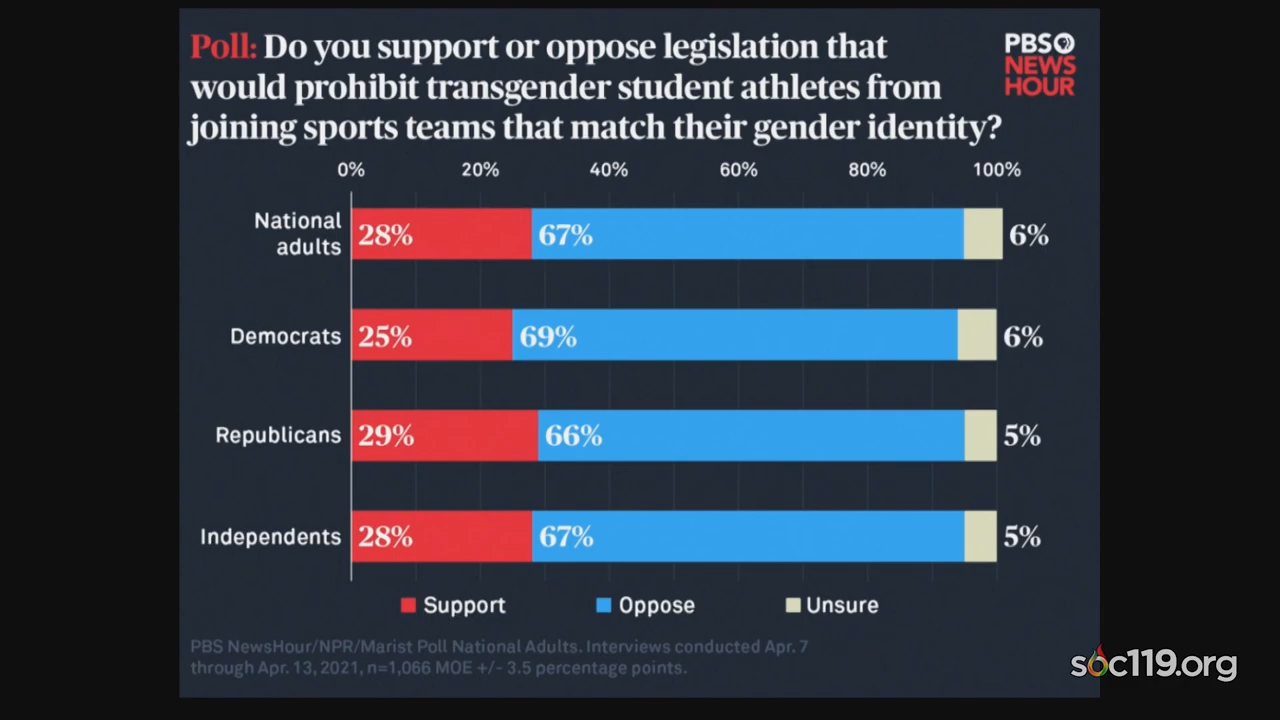 Poll: Do you support or oppose legislation that
would prohibit transgender student athletes from
joining sports teams that match their gender identity?
PBS
NEWS
HOUR
0% 20% 40% 60% 80% 100%
National
adults
28% 67% 6%
Democrats 25% 69% 6%
Republicans 29% 66% 5%
Independents 28% 67% 5%
Support Oppose Unsure
PBS NewsHour/NPR/Marist Poll National Adults. Interviews conducted Apr. 7
through Apr. 13, 2021, n=1,066 MOE +/- 3.5 percentage points.
soc119.org